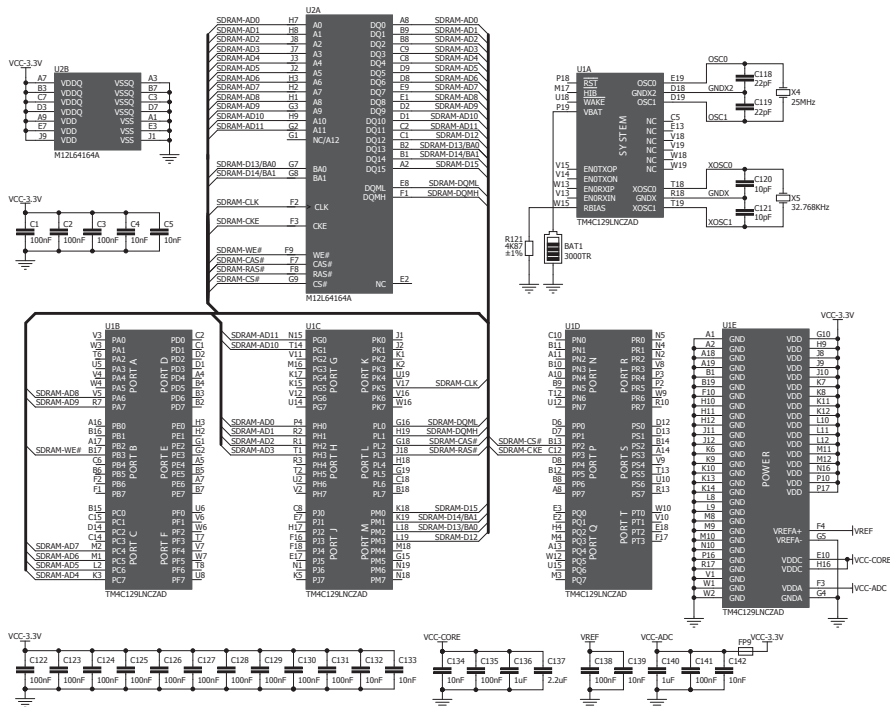 U2A
SDRAM-AD0 H7 A0 DQ0 A8 SDRAM-AD0
SDRAM-AD1 H8 A1 DQ1 B9 SDRAM-AD1
SDRAM-AD2 J8 A2 DQ2 B8 SDRAM-AD2
SDRAM-AD3 J7 A3 DQ3 C9 SDRAM-AD3
SDRAM-AD4 J3 A4 DQ4 C8 SDRAM-AD4
SDRAM-AD5 J2 A5 DQ5 D9 SDRAM-AD5
SDRAM-AD6 H3 A6 DQ6 D8 SDRAM-AD6
SDRAM-AD7 H2 A7 DQ7 E9 SDRAM-AD7
SDRAM-AD8 H1 A8 DQ8 E1 SDRAM-AD8
SDRAM-AD9 G3 A9 DQ9 D2 SDRAM-AD9
SDRAM-AD10 H9 A10 DQ10 D1 SDRAM-AD10
SDRAM-AD11 G2 A11 DQ11 C2 SDRAM-AD11
G1 NC/A12 DQ12 C1 SDRAM-D12
DQ13 B2 SDRAM-D13/BA0
DQ14 B1 SDRAM-D14/BA1
SDRAM-D13/BA0 G7 BA0 DQ15 A2 SDRAM-D15
SDRAM-D14/BA1 G8 BA1
DQML E8 SDRAM-DQML
SDRAM-CLK F2 CLK DQMH F1 SDRAM-DQMH
SDRAM-CKE F3 CKE
SDRAM-WE# F9 WE#
SDRAM-CAS# F7 CAS#
SDRAM-RAS# F8 RAS#
SDRAM-CS# G9 CS# NC E2
M12L64164A
VCC-3.3V
U2B
A7 VDDQ VSSQ A3
B3 VDDQ VSSQ B7
C7 VDDQ VSSQ C3
D3 VDDQ VSSQ D7
A9 VDD VSS A1
E7 VDD VSS E3
J9 VDD VSS J1
M12L64164A
VCC-3.3V
C1 C2 C3 C4 C5
100nF 100nF 100nF 10nF 10nF
U1A
SYSTEM
P18 RST OSC0 E19 OSC0
M17 HIB GNDX2 D18 GNDX2
U18 WAKE OSC1 D19 OSC1
P19 VBAT
NC C5
NC E13
NC V18
NC V19
NC W18
NC W19
V15 EN0TXOP
V14 EN0TXON
W13 EN0RXIP XOSC0 T18 XOSC0
V13 EN0RXIN GNDX R18 GNDX
W15 RBIAS XOSC1 T19 XOSC1
TM4C129LNCZAD
C118
22pF
C119
22pF
X4
25MHz
C120
10pF
C121
10pF
X5
32.768KHz
R121
4K87
±1%
BAT1
3000TR
U1B
PORT A
PORT D
V3 PA0 PD0 C2
W3 PA1 PD1 C1
T6 PA2 PD2 D2
U5 PA3 PD3 D1
V4 PA4 PD4 A4
W4 PA5 PD5 B4
SDRAM-AD8 V5 PA6 PD6 B3
SDRAM-AD9 R7 PA7 PD7 B2
PORT B
PORT E
A16 PB0 PE0 H3
B16 PB1 PE1 H2
A17 PB2 PE2 G1
SDRAM-WE# B17 PB3 PE3 G2
C6 PB4 PE4 A5
B6 PB5 PE5 B5
F2 PB6 PE6 A7
F1 PB7 PE7 B7
PORT C
PORT F
B15 PC0 PF0 U6
C15 PC1 PF1 V6
D14 PC2 PF2 W6
C14 PC3 PF3 T7
SDRAM-AD7 M2 PC4 PF4 V7
SDRAM-AD6 M1 PC5 PF5 W7
SDRAM-AD5 L2 PC6 PF6 T8
SDRAM-AD4 K3 PC7 PF7 U8
TM4C129LNCZAD
U1C
PORT G
PORT K
SDRAM-AD11 N15 PG0 PK0 J1
SDRAM-AD10 T14 PG1 PK1 J2
V11 PG2 PK2 K1
M16 PG3 PK3 K2
K17 PG4 PK4 U19
K15 PG5 PK5 V17 SDRAM-CLK
V12 PG6 PK6 V16
U14 PG7 PK7 W16
PORT H
PORT L
SDRAM-AD0 P4 PH0 PL0 G16 SDRAM-DQML
SDRAM-AD1 R2 PH1 PL1 H19 SDRAM-DQMH
SDRAM-AD2 R1 PH2 PL2 G18 SDRAM-CAS#
SDRAM-AD3 T1 PH3 PL3 J18 SDRAM-RAS#
R3 PH4 PL4 H18
T2 PH5 PL5 G19
U2 PH6 PL6 C18
V2 PH7 PL7 B18
PORT J
PORT M
C8 PJ0 PM0 K18 SDRAM-D15
E7 PJ1 PM1 K19 SDRAM-D14/BA1
H17 PJ2 PM2 L18 SDRAM-D13/BA0
F16 PJ3 PM3 L19 SDRAM-D12
F18 PJ4 PM4 M18
E17 PJ5 PM5 G15
N1 PJ6 PM6 N19
K5 PJ7 PM7 N18
TM4C129LNCZAD
U1D
PORT N
PORT R
C10 PN0 PR0 N5
B11 PN1 PR1 N4
A11 PN2 PR2 N2
B10 PN3 PR3 V8
A10 PN4 PR4 P3
B9 PN5 PR5 P2
T12 PN6 PR6 W9
U12 PN7 PR7 R10
PORT P
PORT S
D6 PP0 PS0 D12
D7 PP1 PS1 D13
SDRAM-CS# B13 PP2 PS2 B14
SDRAM-CKE C12 PP3 PS3 A14
D8 PP4 PS4 V9
B12 PP5 PS5 T13
B8 PP6 PS6 U10
A8 PP7 PS7 R13
PORT Q
PORT T
E3 PQ0 PT0 W10
E2 PQ1 PT1 V10
H4 PQ2 PT2 E18
M4 PQ3 PT3 F17
A13 PQ4
W12 PQ5
U15 PQ6
M3 PQ7
TM4C129LNCZAD
VCC-3.3V
U1E
POWER
A1 GND VDD G10
A2 GND VDD H9
A18 GND VDD J8
A19 GND VDD J9
B1 GND VDD J10
B19 GND VDD K7
F10 GND VDD K8
H10 GND VDD K11
H11 GND VDD K12
H12 GND VDD L10
J11 GND VDD L11
J12 GND VDD L12
K6 GND VDD M11
K9 GND VDD M12
K10 GND VDD N16
K13 GND VDD P10
K14 GND VDD P17
L8 GND
L9 GND
M8 GND
M9 GND VREFA+ F4 VREF
M10 GND VREFA- G5
N10 GND
P16 GND VDDC E10 VCC-CORE
R17 GND VDDC H16
V1 GND
W1 GND VDDA F3 VCC-ADC
W2 GND GNDA G4
TM4C129LNCZAD
VCC-3.3V
C122 C123 C124 C125 C126 C127 C128 C129 C130 C131 C132 C133
100nF 100nF 100nF 100nF 100nF 100nF 100nF 100nF 100nF 100nF 10nF 10nF
VCC-CORE
C134 C135 C136 C137
10nF 100nF 1uF 2.2uF
VREF
C138 C139
100nF 10nF
VCC-ADC FP9 VCC-3.3V
C140 C141 C142
1uF 100nF 10nF